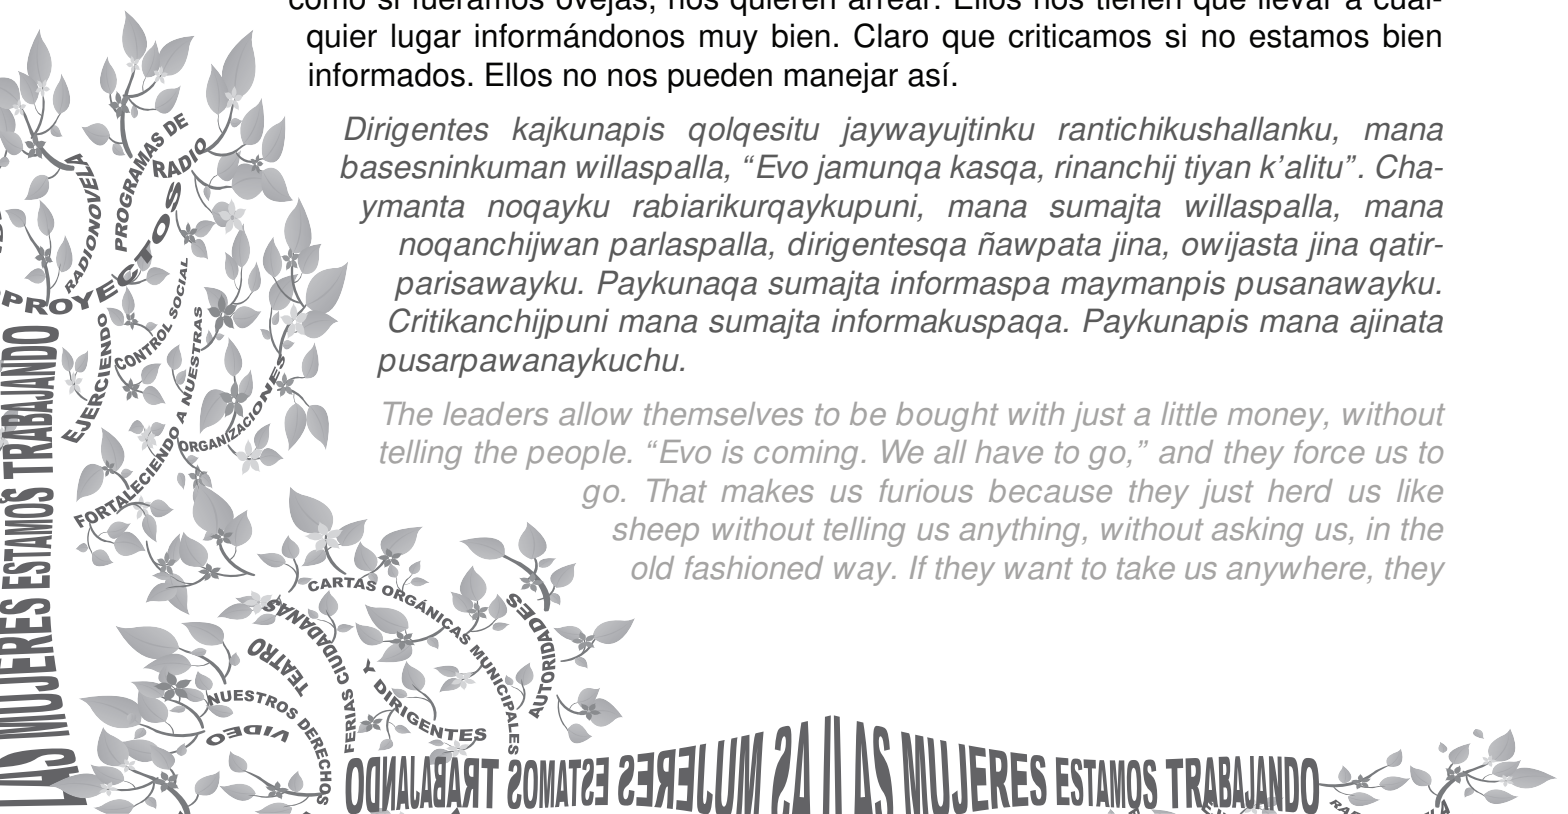 como si fuéramos ovejas, nos quieren arrear. Ellos nos tienen que llevar a cual-
quier lugar informándonos muy bien. Claro que criticamos si no estamos bien
informados. Ellos no nos pueden manejar así.
Dirigentes kajkunapis qolqesitu jaywayujtinku rantichikushallanku, mana
basesninkuman willaspalla, “Evo jamunqa kasqa, rinanchij tiyan k’alitu”. Cha-
ymanta noqayku rabiarikurqaykupuni, mana sumajta willaspalla, mana
noqanchijwan parlaspalla, dirigentesqa ñawpata jina, owijasta jina qatir-
parisawayku. Paykunaqa sumajta informaspa maymanpis pusanawayku.
Critikanchijpuni mana sumajta informakuspaqa. Paykunapis mana ajinata
pusarpawanaykuchu.
The leaders allow themselves to be bought with just a little money, without
telling the people. “Evo is coming. We all have to go,” and they force us to
go. That makes us furious because they just herd us like
sheep without telling us anything, without asking us, in the
old fashioned way. If they want to take us anywhere, they
PROGRAMAS DE
RADIO
RADIONOVELA
PROYECTOS
EJERCIENDO
CONTROL SOCIAL
FORTALECIENDO A NUESTRAS
ORGANIZACIONES
LAS MUJERES ESTAMOS TRABAJANDO
CARTAS ORGÁNICAS MUNICIPALES
AUTORIDADES
Y DIRIGENTES
FERIAS CIUDADANAS
TEATRO
NUESTROS DERECHOS
VIDEO
LAS MUJERES ESTAMOS TRABAJANDO
LAS MUJERES ESTAMOS TRABAJANDO